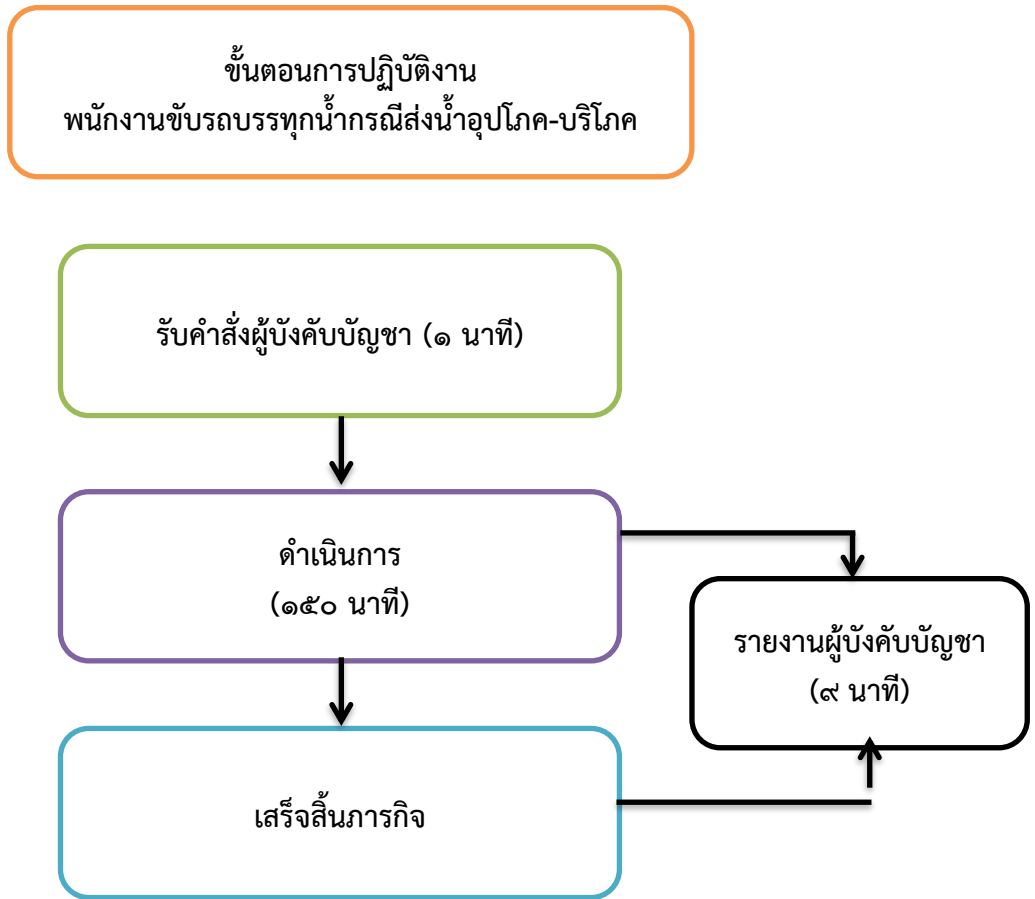 ขั้นตอนการปฏิบัติงาน
พนักงานขับรถบรรทุกน้ำกรณีส่งน้ำอุปโภค-บริโภค
รับคำสั่งผู้บังคับบัญชา (๑ นาที)
ดำเนินการ
(๑๕๐ นาที)
รายงานผู้บังคับบัญชา
(๙ นาที)
เสร็จสิ้นภารกิจ